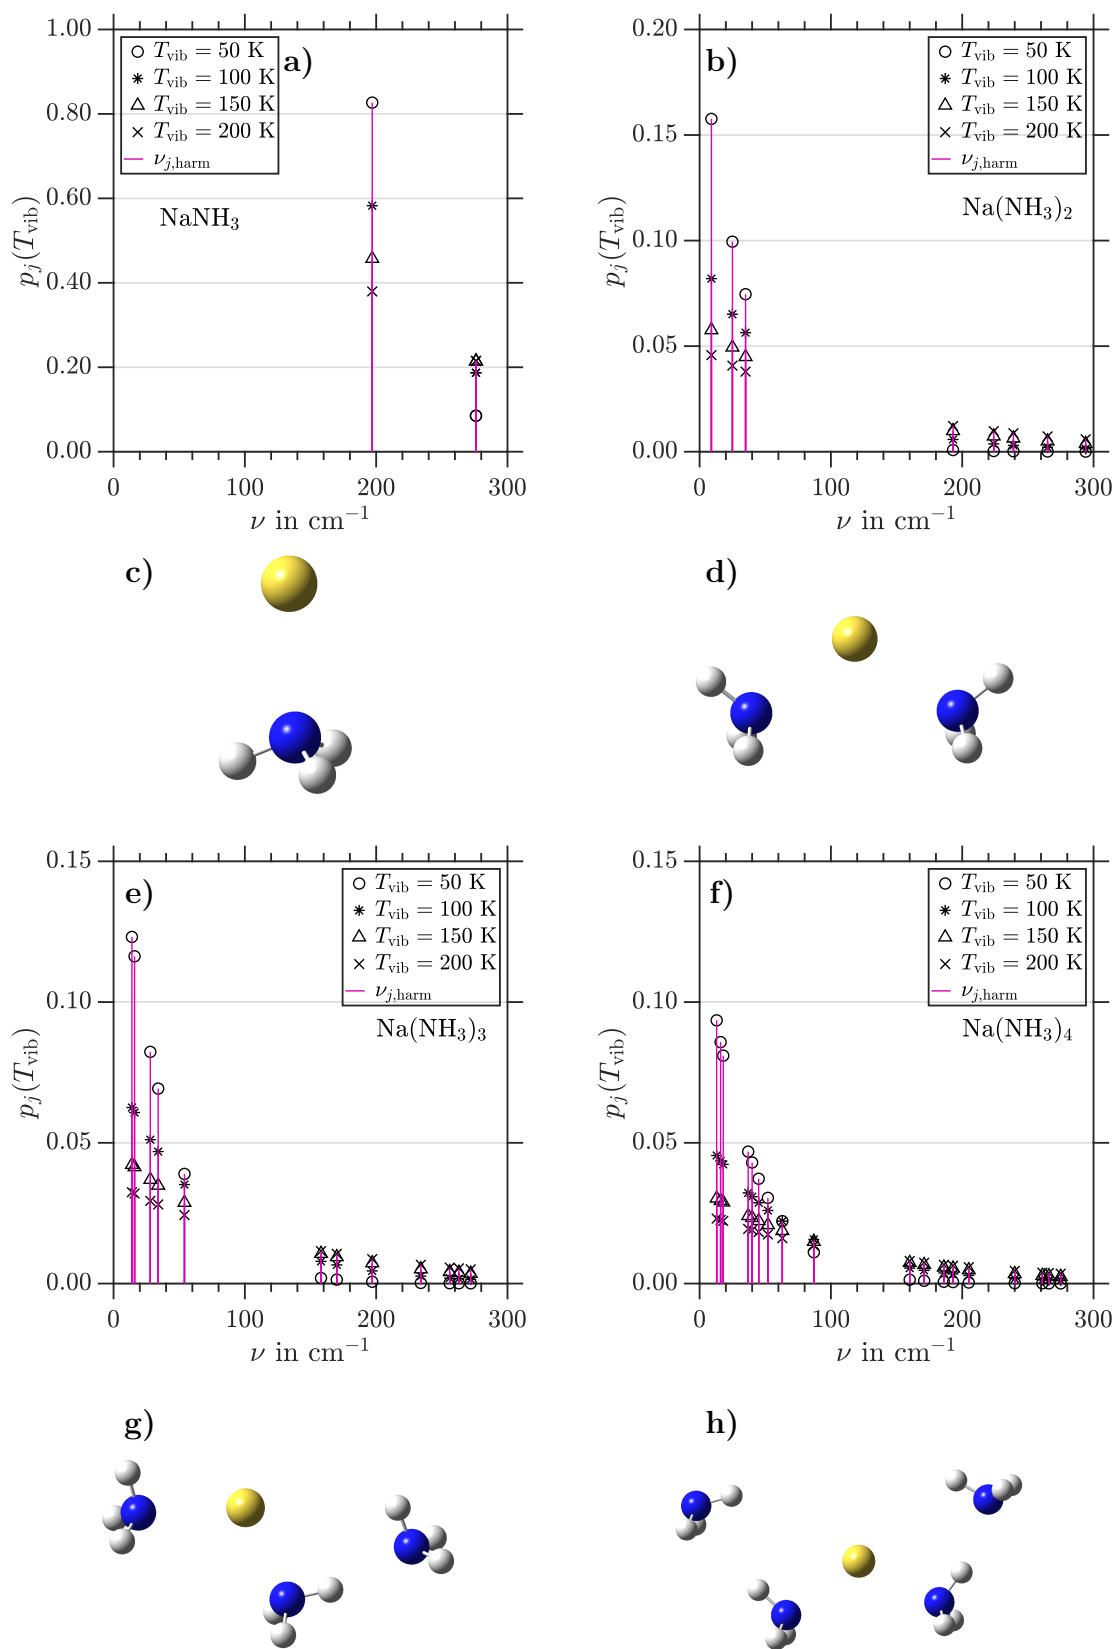 a)
1.00
0.80
0.60
0.40
0.20
0.00
0 100 200 300
p_j(T_vib)
ν in cm⁻¹
T_vib = 50 K
T_vib = 100 K
T_vib = 150 K
T_vib = 200 K
ν_j,harm
NaNH₃
b)
0.20
0.15
0.10
0.05
0.00
0 100 200 300
p_j(T_vib)
ν in cm⁻¹
T_vib = 50 K
T_vib = 100 K
T_vib = 150 K
T_vib = 200 K
ν_j,harm
Na(NH₃)₂
c)
d)
e)
0.15
0.10
0.05
0.00
0 100 200 300
p_j(T_vib)
ν in cm⁻¹
T_vib = 50 K
T_vib = 100 K
T_vib = 150 K
T_vib = 200 K
ν_j,harm
Na(NH₃)₃
f)
0.15
0.10
0.05
0.00
0 100 200 300
p_j(T_vib)
ν in cm⁻¹
T_vib = 50 K
T_vib = 100 K
T_vib = 150 K
T_vib = 200 K
ν_j,harm
Na(NH₃)₄
g)
h)